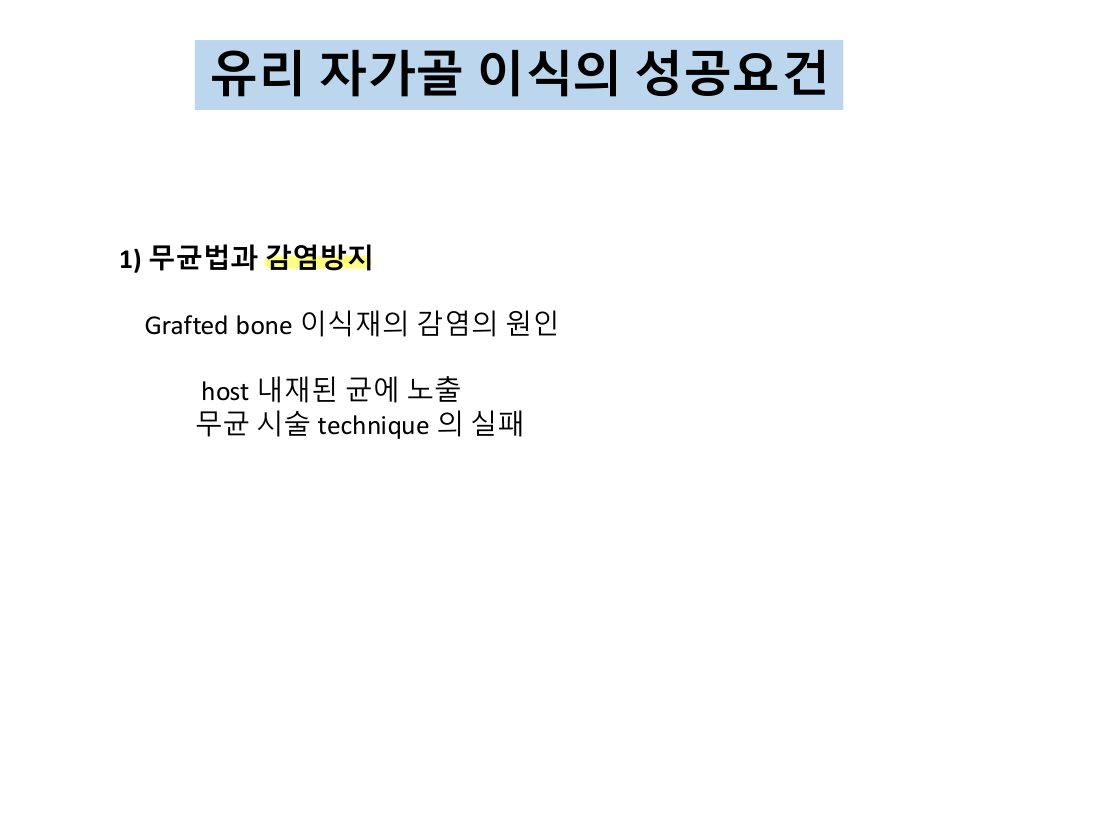 유리 자가골 이식의 성공요건
1) 무균법과 감염방지
Grafted bone 이식재의 감염의 원인
host 내재된 균에 노출
무균 시술 technique 의 실패